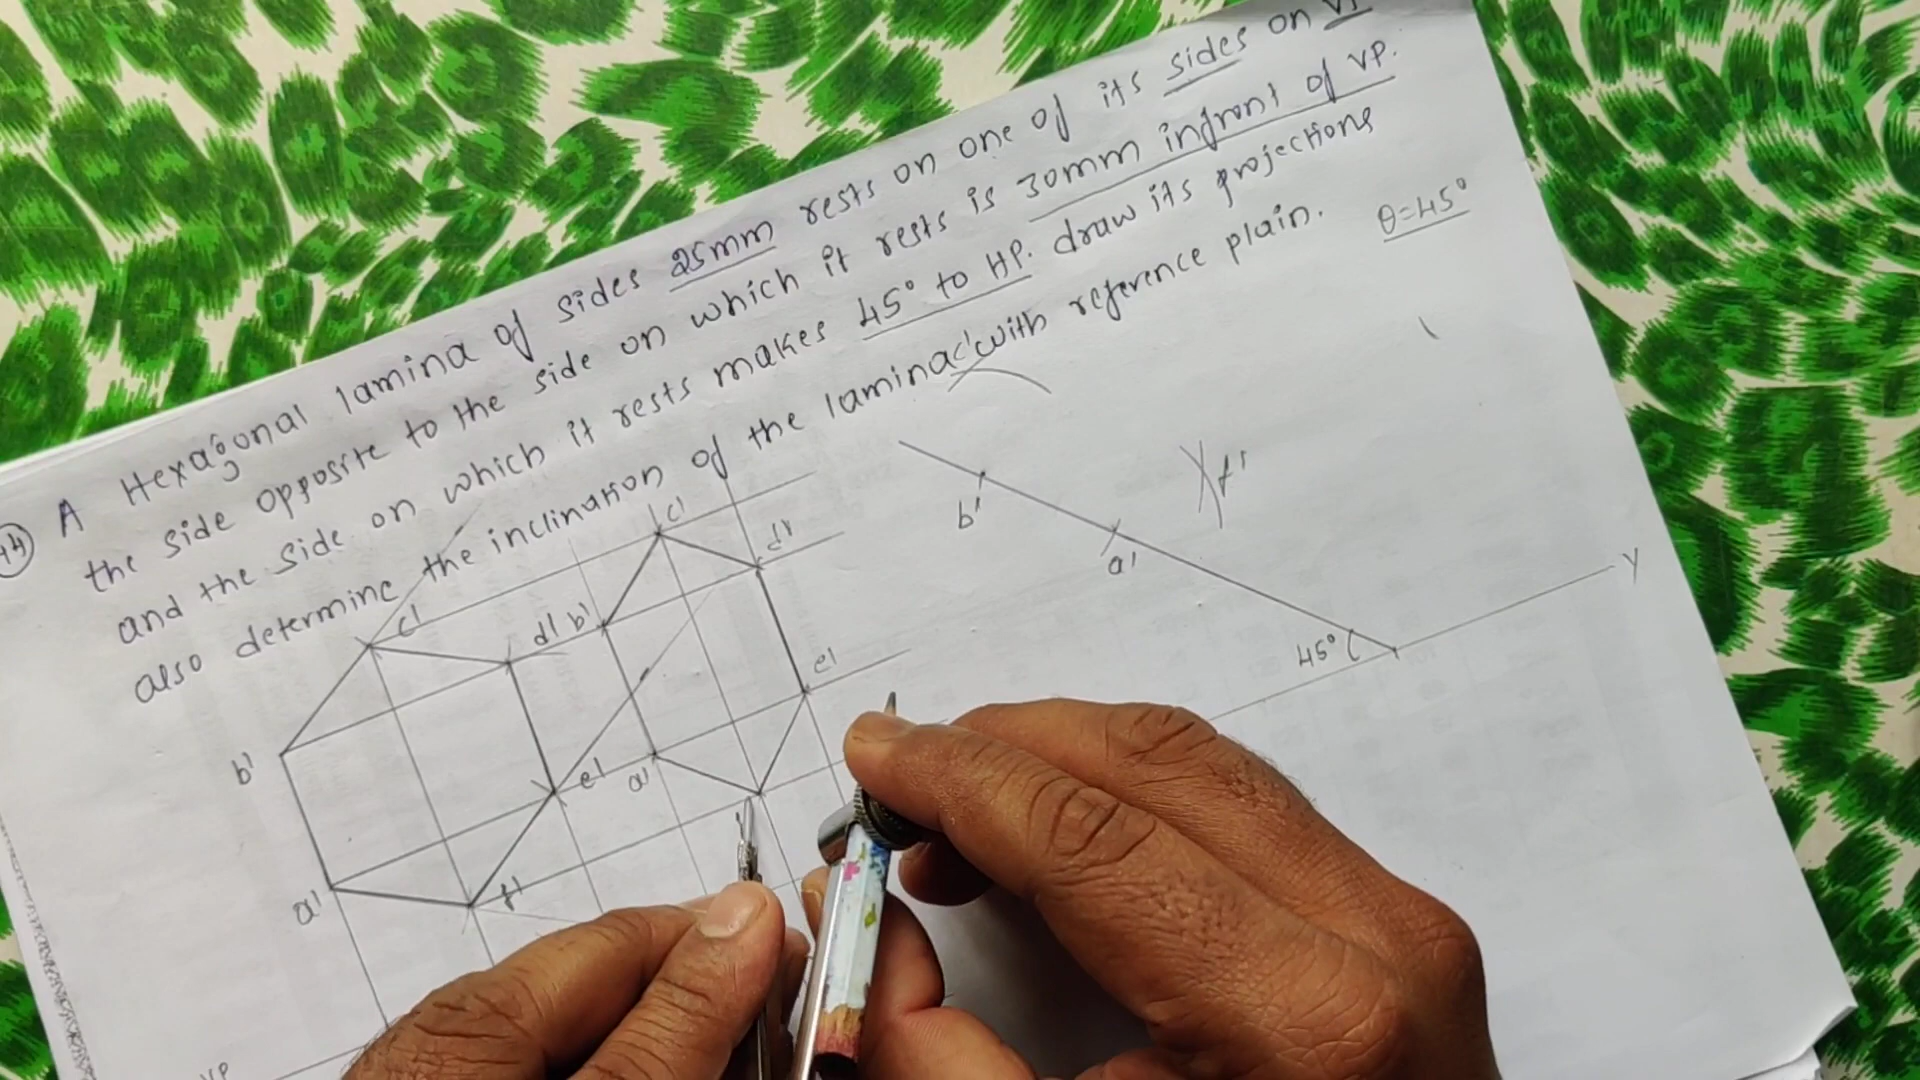 A Hexagonal lamina of sides 25mm rests on one of its sides on VP
the side opposite to the side on which it rests is 30mm infront of VP.
and the side on which it rests makes 45° to HP. draw its projections
also determine the inclination of the lamina with reference plain.
θ=45°
c'
c'
d'
b'
d'
c'
b'
e'
b'
a'
e'
a'
f'
a'
f'
45°
Y
VP